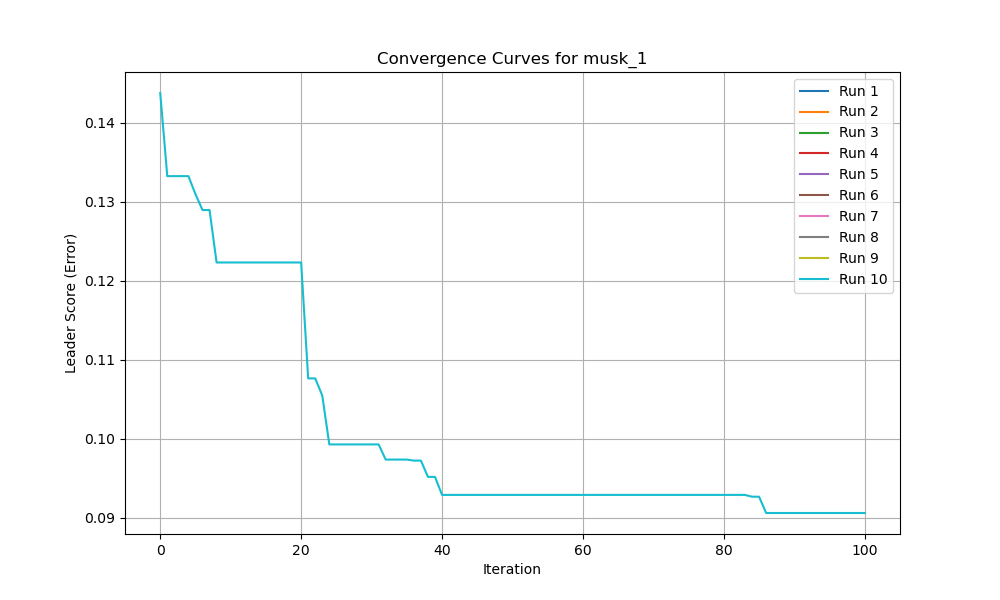 Convergence Curves for musk_1
Leader Score (Error)
0.14
0.13
0.12
0.11
0.10
0.09
Run 1
Run 2
Run 3
Run 4
Run 5
Run 6
Run 7
Run 8
Run 9
Run 10
0 20 40 60 80 100
Iteration